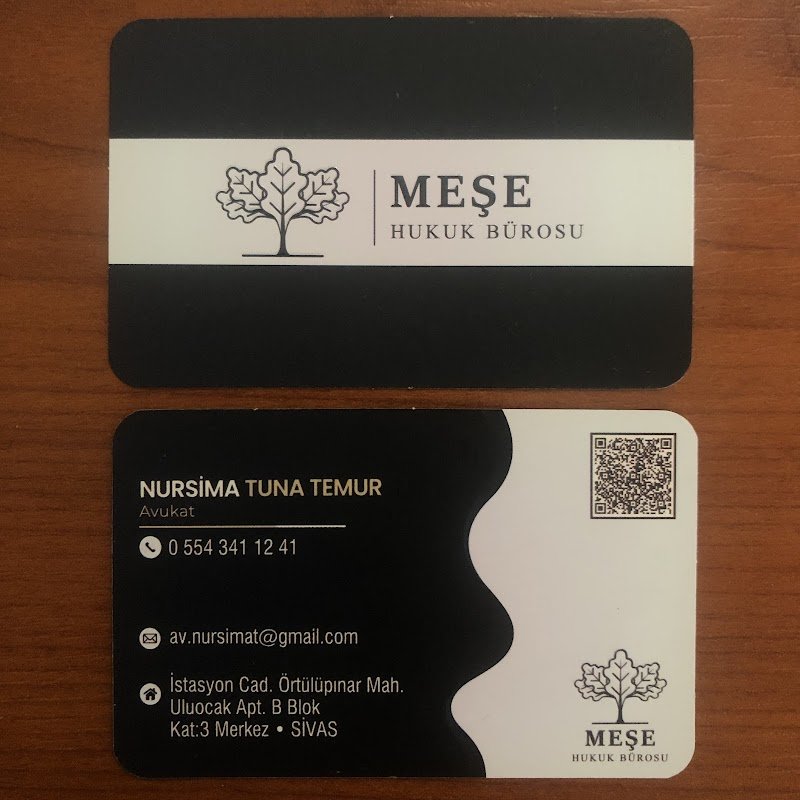 MEŞE
HUKUK BÜROSU
NURSİMA TUNA TEMUR
Avukat
0 554 341 12 41
av.nursimat@gmail.com
İstasyon Cad. Örtülüpınar Mah.
Uluocak Apt. B Blok
Kat:3 Merkez • SİVAS
MEŞE
HUKUK BÜROSU